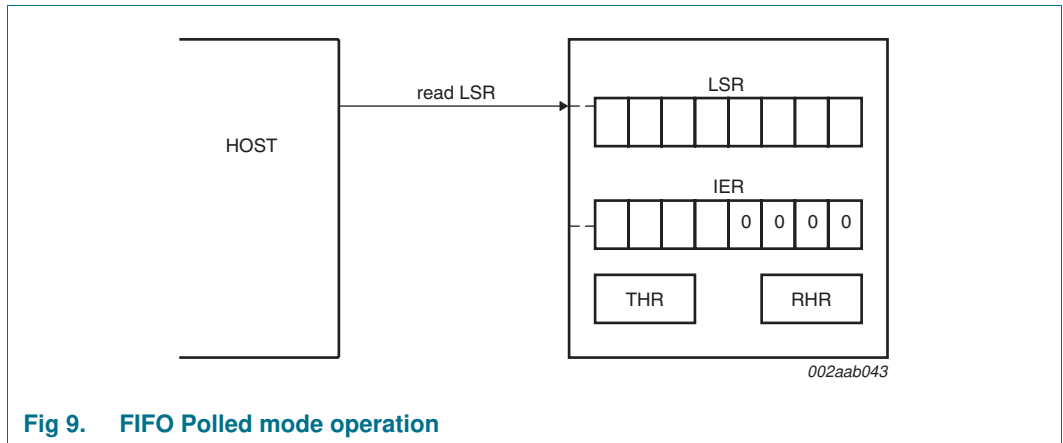 read LSR
LSR
HOST
IER
0 0 0 0
THR
RHR
002aab043
Fig 9. FIFO Polled mode operation